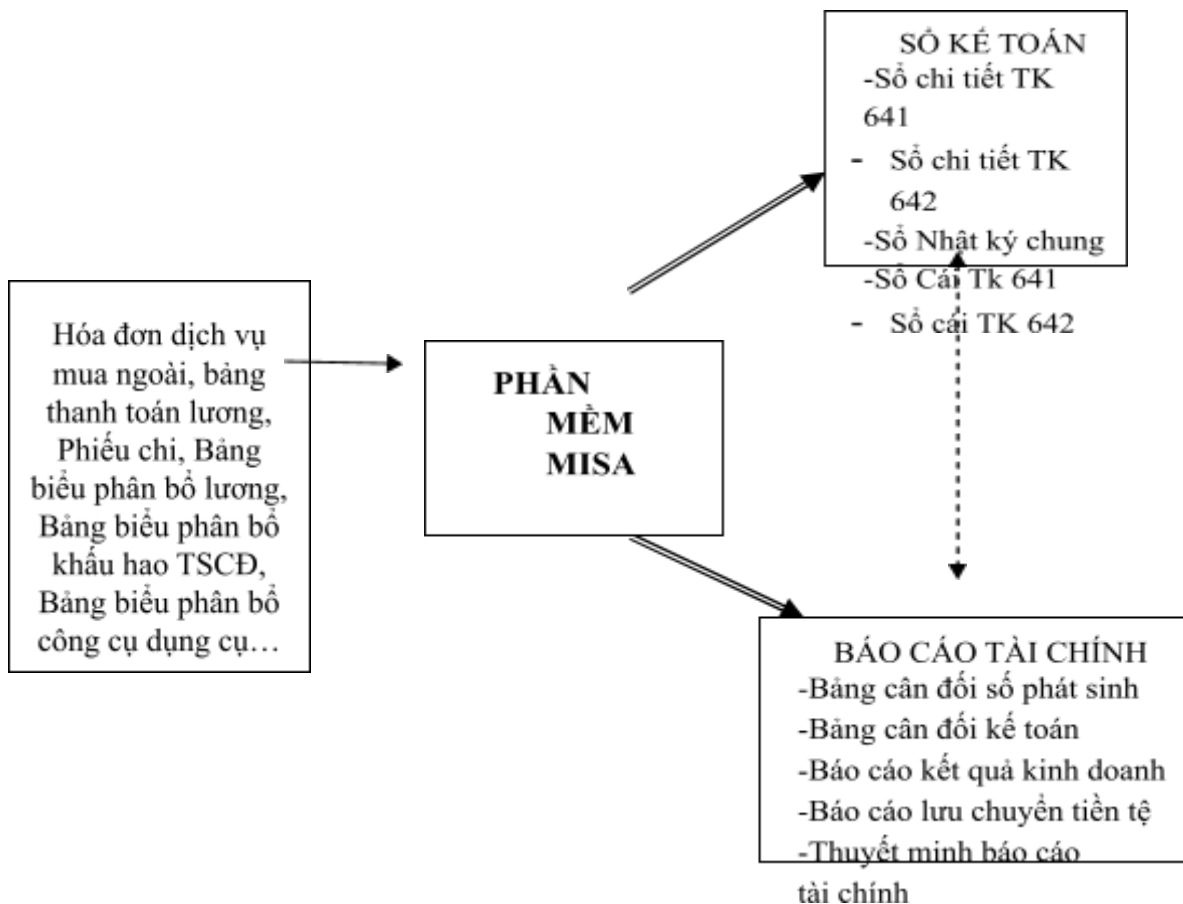 Hóa đơn dịch vụ
mua ngoài, bảng
thanh toán lương,
Phiếu chi, Bảng
biểu phân bổ lương,
Bảng biểu phân bổ
khấu hao TSCĐ,
Bảng biểu phân bổ
công cụ dụng cụ…
PHẦN
MỀM
MISA
SỔ KẾ TOÁN
-Sổ chi tiết TK
641
- Sổ chi tiết TK
642
-Sổ Nhật ký chung
-Sổ Cái Tk 641
- Sổ cái TK 642
BÁO CÁO TÀI CHÍNH
-Bảng cân đối số phát sinh
-Bảng cân đối kế toán
-Báo cáo kết quả kinh doanh
-Báo cáo lưu chuyển tiền tệ
-Thuyết minh báo cáo
tài chính